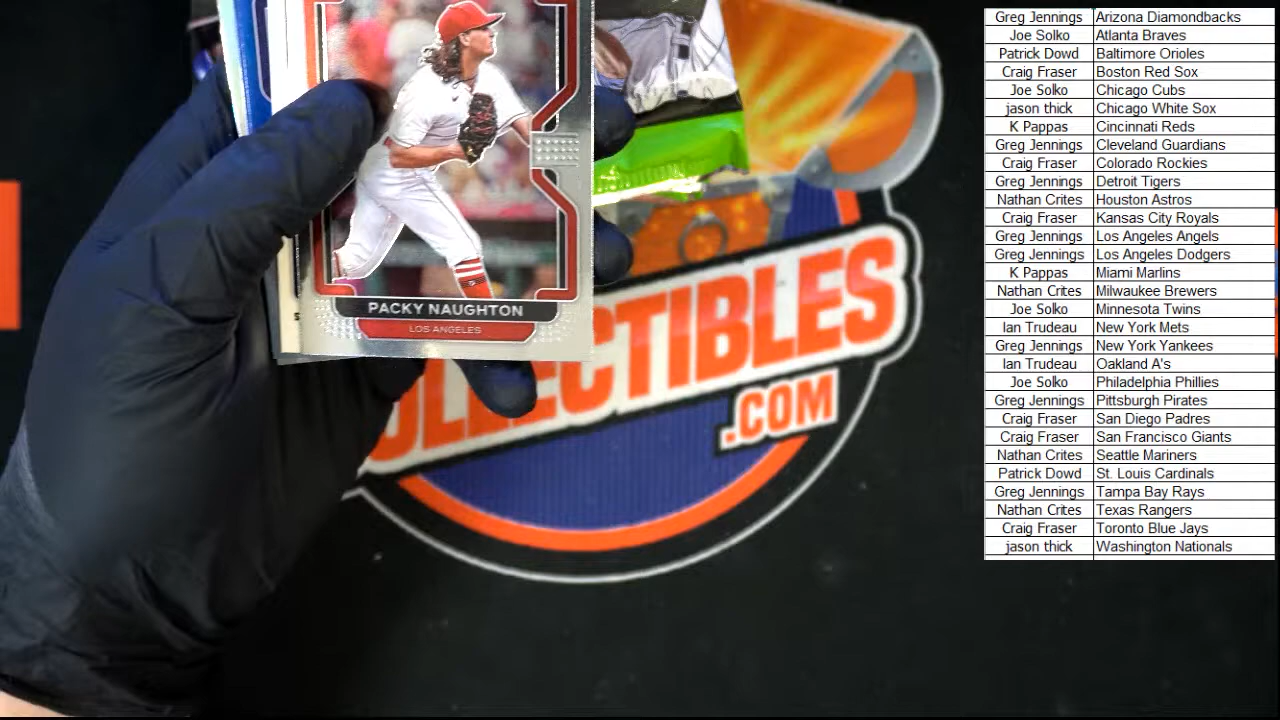 PACKY NAUGHTON
LOS ANGELES
OLLECTIBLES
.COM
Greg Jennings Arizona Diamondbacks
Joe Solko Atlanta Braves
Patrick Dowd Baltimore Orioles
Craig Fraser Boston Red Sox
Joe Solko Chicago Cubs
jason thick Chicago White Sox
K Pappas Cincinnati Reds
Greg Jennings Cleveland Guardians
Craig Fraser Colorado Rockies
Greg Jennings Detroit Tigers
Nathan Crites Houston Astros
Craig Fraser Kansas City Royals
Greg Jennings Los Angeles Angels
Greg Jennings Los Angeles Dodgers
K Pappas Miami Marlins
Nathan Crites Milwaukee Brewers
Joe Solko Minnesota Twins
Ian Trudeau New York Mets
Greg Jennings New York Yankees
Ian Trudeau Oakland A's
Joe Solko Philadelphia Phillies
Greg Jennings Pittsburgh Pirates
Craig Fraser San Diego Padres
Craig Fraser San Francisco Giants
Nathan Crites Seattle Mariners
Patrick Dowd St. Louis Cardinals
Greg Jennings Tampa Bay Rays
Nathan Crites Texas Rangers
Craig Fraser Toronto Blue Jays
jason thick Washington Nationals